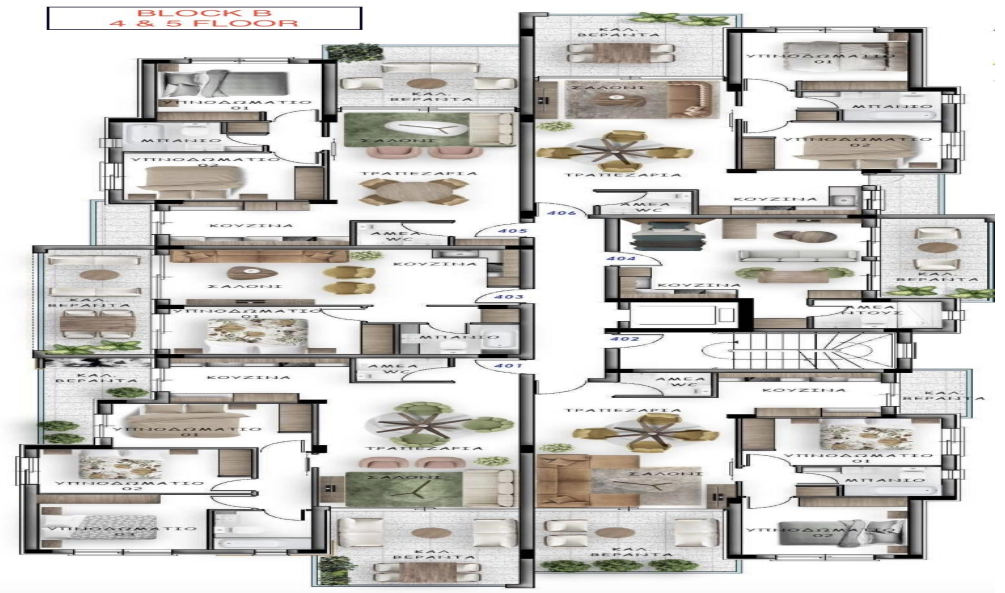 BLOCK B
4 & 5 FLOOR
ΚΑΛ.
ΒΕΡΑΝΤΑ
ΥΠΝΟΔΩΜΑΤΙΟ
01
ΚΑΛ.
ΒΕΡΑΝΤΑ
ΣΑΛΟΝΙ
ΥΠΝΟΔΩΜΑΤΙΟ
01
ΜΠΑΝΙΟ
ΜΠΑΝΙΟ
ΣΑΛΟΝΙ
ΥΠΝΟΔΩΜΑΤΙΟ
02
ΥΠΝΟΔΩΜΑΤΙΟ
02
ΤΡΑΠΕΖΑΡΙΑ
ΤΡΑΠΕΖΑΡΙΑ
ΚΟΥΖΙΝΑ
ΑΜΕΑ
WC
405
406
ΑΜΕΑ
WC
ΚΟΥΖΙΝΑ
ΚΑΛ.
ΒΕΡΑΝΤΑ
ΣΑΛΟΝΙ
ΚΟΥΖΙΝΑ
403
404
ΚΟΥΖΙΝΑ
ΚΑΛ.
ΒΕΡΑΝΤΑ
ΥΠΝΟΔΩΜΑΤΙΟ
01
ΜΠΑΝΙΟ
ΑΜΕΑ
ΝΤΟΥΣ
402
401
ΚΑΛ.
ΒΕΡΑΝΤΑ
ΚΟΥΖΙΝΑ
ΑΜΕΑ
WC
ΑΜΕΑ
WC
ΚΟΥΖΙΝΑ
ΚΑΛ.
ΒΕΡΑΝΤΑ
ΥΠΝΟΔΩΜΑΤΙΟ
01
ΤΡΑΠΕΖΑΡΙΑ
ΤΡΑΠΕΖΑΡΙΑ
ΥΠΝΟΔΩΜΑΤΙΟ
01
ΥΠΝΟΔΩΜΑΤΙΟ
02
ΣΑΛΟΝΙ
ΣΑΛΟΝΙ
ΜΠΑΝΙΟ
ΥΠΝΟΔΩΜΑΤΙΟ
03
ΚΑΛ.
ΒΕΡΑΝΤΑ
ΚΑΛ.
ΒΕΡΑΝΤΑ
ΥΠΝΟΔΩΜΑΤΙΟ
02